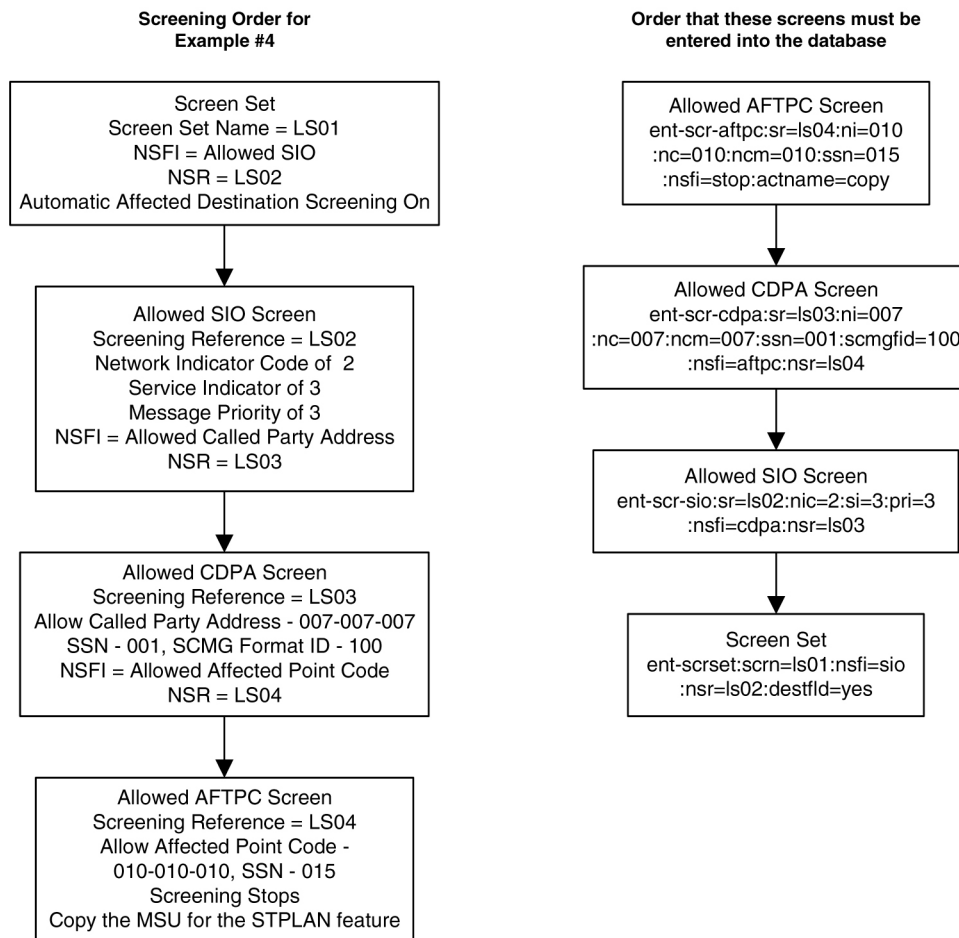 Screening Order for
Example #4
Screen Set
Screen Set Name = LS01
NSFI = Allowed SIO
NSR = LS02
Automatic Affected Destination Screening On
Allowed SIO Screen
Screening Reference = LS02
Network Indicator Code of 2
Service Indicator of 3
Message Priority of 3
NSFI = Allowed Called Party Address
NSR = LS03
Allowed CDPA Screen
Screening Reference = LS03
Allow Called Party Address - 007-007-007
SSN - 001, SCMG Format ID - 100
NSFI = Allowed Affected Point Code
NSR = LS04
Allowed AFTPC Screen
Screening Reference = LS04
Allow Affected Point Code -
010-010-010, SSN - 015
Screening Stops
Copy the MSU for the STPLAN feature
Order that these screens must be
entered into the database
Allowed AFTPC Screen
ent-scr-aftpc:sr=ls04:ni=010
:nc=010:ncm=010:ssn=015
:nsfi=stop:actname=copy
Allowed CDPA Screen
ent-scr-cdpa:sr=ls03:ni=007
:nc=007:ncm=007:ssn=001:scmgfid=100
:nsfi=aftpc:nsr=ls04
Allowed SIO Screen
ent-scr-sio:sr=ls02:nic=2:si=3:pri=3
:nsfi=cdpa:nsr=ls03
Screen Set
ent-scrset:scrn=ls01:nsfi=sio
:nsr=ls02:destfld=yes